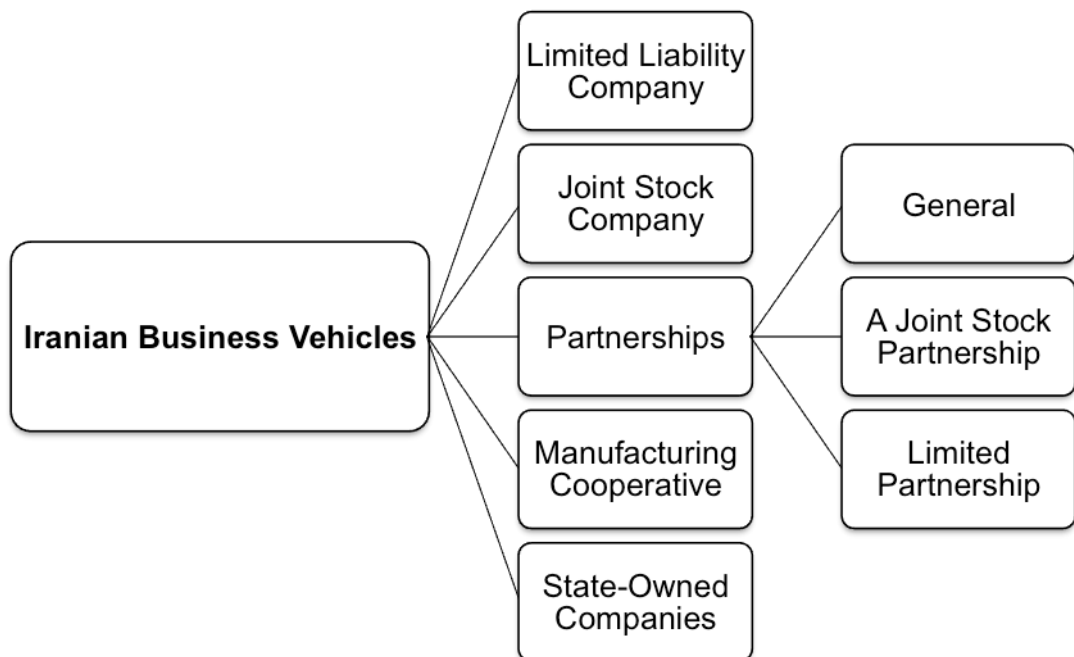 Iranian Business Vehicles
Limited Liability
Company
Joint Stock
Company
Partnerships
Manufacturing
Cooperative
State-Owned
Companies
General
A Joint Stock
Partnership
Limited
Partnership